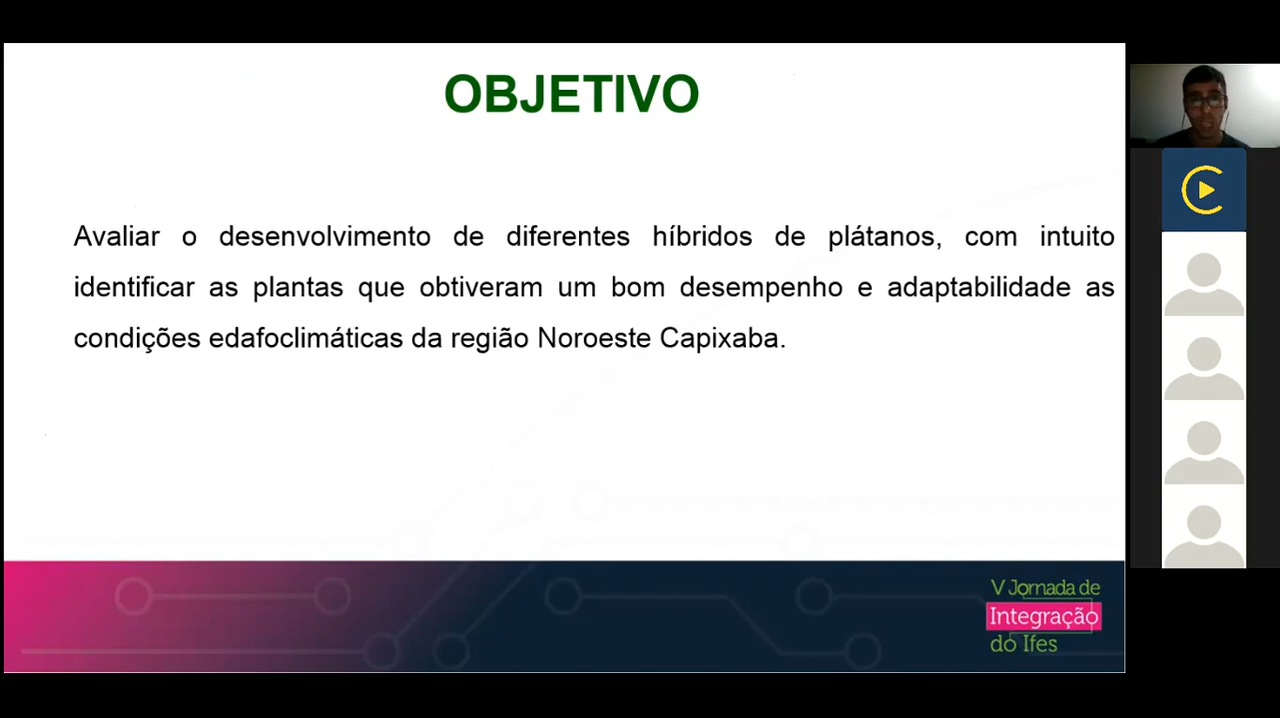 OBJETIVO
Avaliar o desenvolvimento de diferentes híbridos de plátanos, com intuito
identificar as plantas que obtiveram um bom desempenho e adaptabilidade as
condições edafoclimáticas da região Noroeste Capixaba.
V Jornada de
Integração
do Ifes